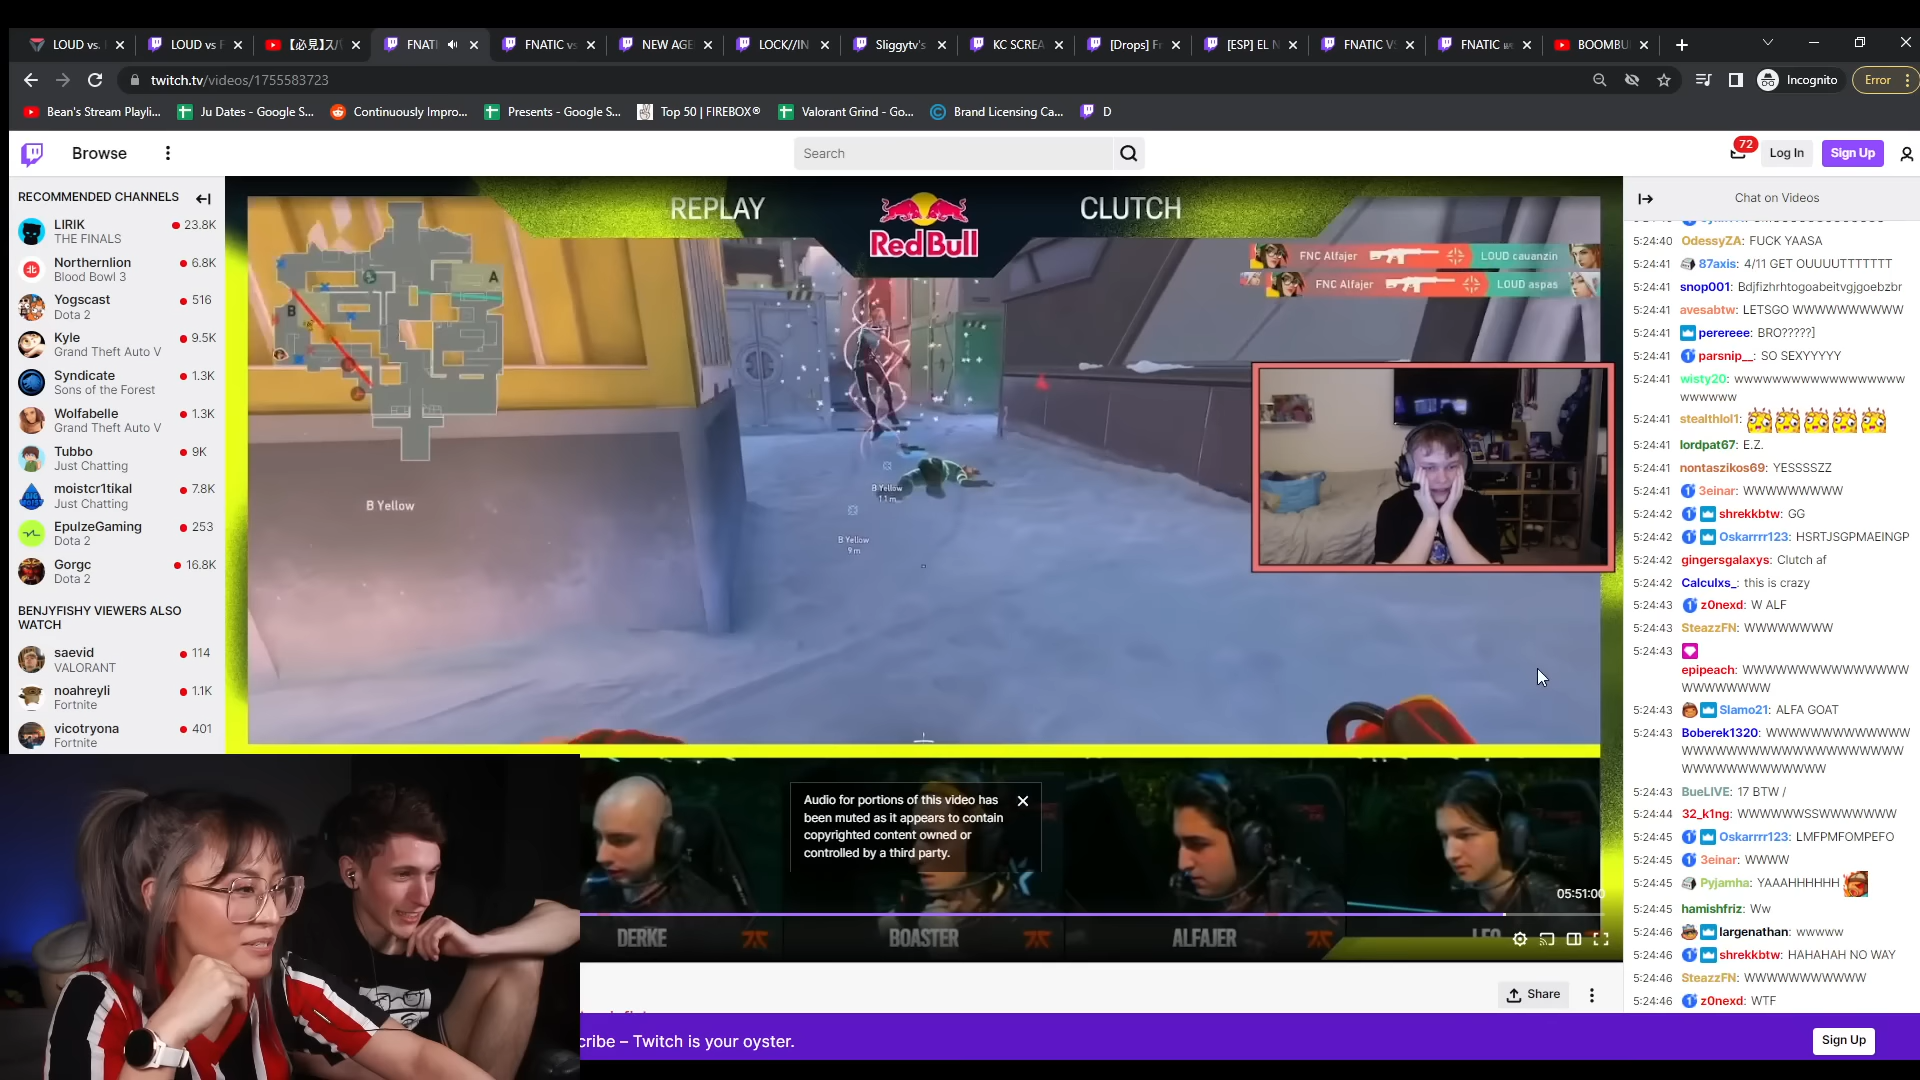 LOUD vs.
LOUD vs F
【必見】ス
FNATI
FNATIC vs
NEW AGE
LOCK//IN
Sliggytv's
KC SCREA
[Drops] F
[ESP] EL N
FNATIC VS
FNATIC
BOOMBU
twitch.tv/videos/1755583723
Incognito
Error
Bean's Stream Playli...
Ju Dates - Google S...
Continuously Impro...
Presents - Google S...
Top 50 | FIREBOX®
Valorant Grind - Go...
Brand Licensing Ca...
D
Browse
Search
72
Log In
Sign Up
RECOMMENDED CHANNELS
LIRIK
23.8K
THE FINALS
Northernlion
6.8K
Blood Bowl 3
Yogscast
516
Dota 2
Kyle
9.5K
Grand Theft Auto V
Syndicate
1.3K
Sons of the Forest
Wolfabelle
1.3K
Grand Theft Auto V
Tubbo
9K
Just Chatting
moistcr1tikal
7.8K
Just Chatting
EpulzeGaming
253
Dota 2
Gorgc
16.8K
Dota 2
BENJYFISHY VIEWERS ALSO
WATCH
saevid
114
VALORANT
noahreyli
1.1K
Fortnite
vicotryona
401
Fortnite
REPLAY
Red Bull
CLUTCH
A
B
FNC Alfajer
LOUD cauanzin
FNC Alfajer
LOUD aspas
B Yellow
B Yellow
11m
B Yellow
9m
Audio for portions of this video has
been muted as it appears to contain
copyrighted content owned or
controlled by a third party.
05:51:00
DERKE
BOASTER
ALFAJER
LEO
Share
cribe – Twitch is your oyster.
Sign Up
Chat on Videos
5:24:40 OdessyZA: FUCK YAASA
5:24:41 87axis: 4/11 GET OUUUUTTTTTTT
5:24:41 snop001: Bdjfizhrhtogoabeitvgjgoebzbr
5:24:41 avesabtw: LETSGO WWWWWWWWWW
5:24:41 perereee: BRO?????]
5:24:41 parsnip__: SO SEXYYYYY
5:24:41 wisty20: wwwwwwwwwwwwwwwwww
wwwwww
5:24:41 stealthlol1:
5:24:41 lordpat67: E.Z.
5:24:41 nontaszikos69: YESSSSZZ
5:24:41 3einar: WWWWWWWWW
5:24:42 shrekkbtw: GG
5:24:42 Oskarrrr123: HSRTJSGPMAEINGP
5:24:42 gingersgalaxys: Clutch af
5:24:42 Calculxs_: this is crazy
5:24:43 z0nexd: W ALF
5:24:43 SteazzFN: WWWWWWWW
5:24:43
epipeach: WWWWWWWWWWWWWWW
WWWWWWWW
5:24:43 Slamo21: ALFA GOAT
5:24:43 Boberek1320: WWWWWWWWWWWWW
WWWWWWWWWWWWWWWWWWWW
WWWWWWWWWWWWW
5:24:43 BueLIVE: 17 BTW /
5:24:44 32_k1ng: WWWWWWSSWWWWWWW
5:24:45 Oskarrrr123: LMFPMFOMPEFO
5:24:45 3einar: WWWW
5:24:45 Pyjamha: YAAAHHHHHH
5:24:45 hamishfriz: Ww
5:24:46 largenathan: wwwww
5:24:46 shrekkbtw: HAHAHAH NO WAY
5:24:46 SteazzFN: WWWWWWWWWWW
5:24:46 z0nexd: WTF